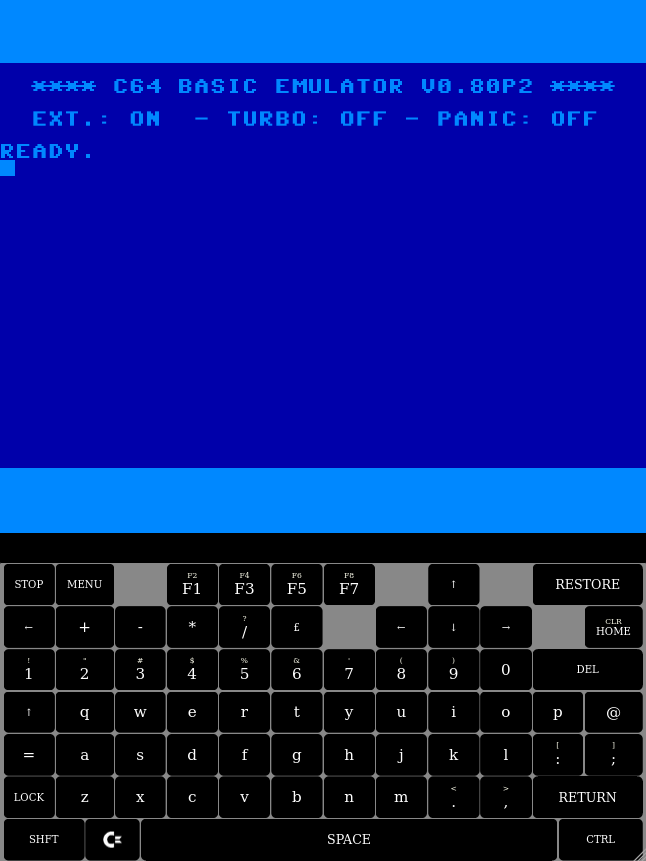 **** C64 BASIC EMULATOR V0.80P2 ****
EXT.: ON - TURBO: OFF - PANIC: OFF
READY.
STOP MENU F2 F1 F4 F3 F6 F5 F8 F7 ↑ RESTORE
← + - * ? / £ ← ↓ → CLR HOME
! 1 " 2 # 3 $ 4 % 5 & 6 ' 7 ( 8 ) 9 0 DEL
↑ q w e r t y u i o p @
= a s d f g h j k l [ : ] ;
LOCK z x c v b n m < . > , RETURN
SHFT SPACE CTRL